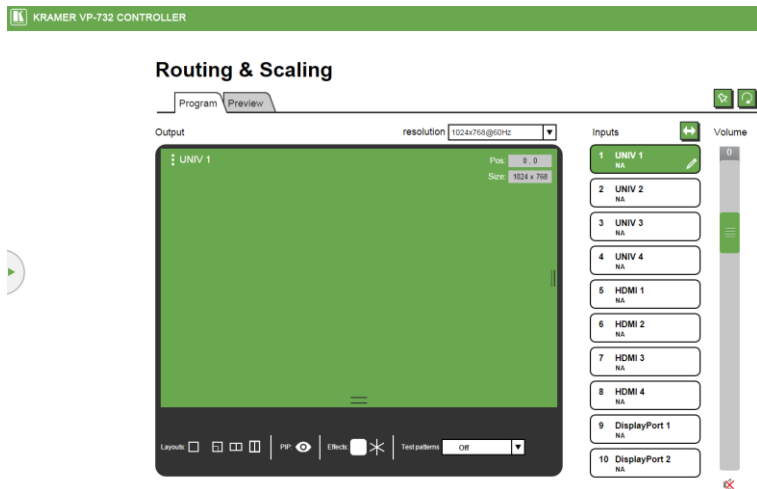 KRAMER VP-732 CONTROLLER
Routing & Scaling
Program Preview
Output resolution 1024x768@60Hz Inputs Volume
UNIV 1
Pos: 0 , 0
Size: 1024 x 768
1 UNIV 1
NA
2 UNIV 2
NA
3 UNIV 3
NA
4 UNIV 4
NA
5 HDMI 1
NA
6 HDMI 2
NA
7 HDMI 3
NA
8 HDMI 4
NA
9 DisplayPort 1
NA
10 DisplayPort 2
NA
0
Layouts: PIP: Effects: Test patterns Off